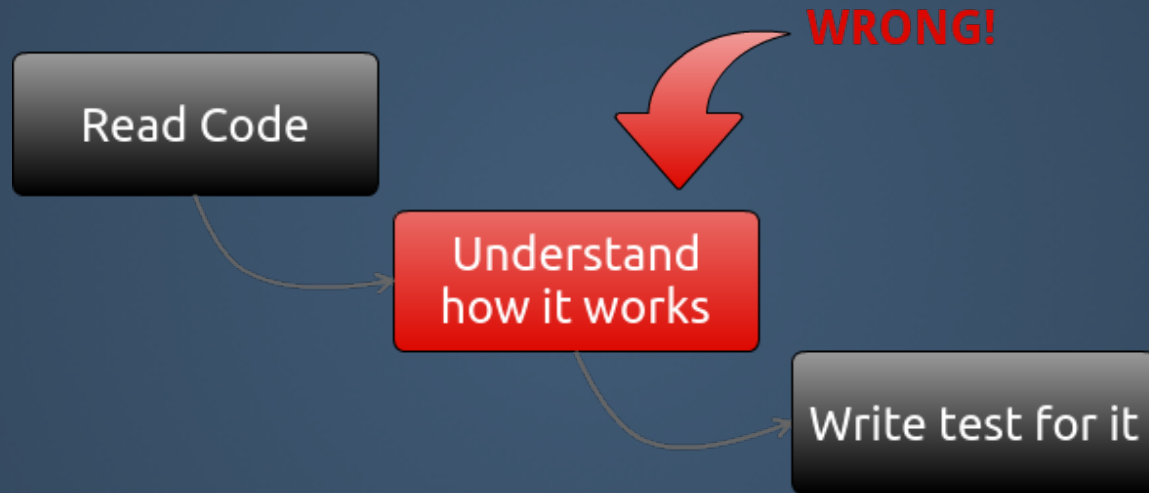 WRONG!
Read Code
Understand
how it works
Write test for it